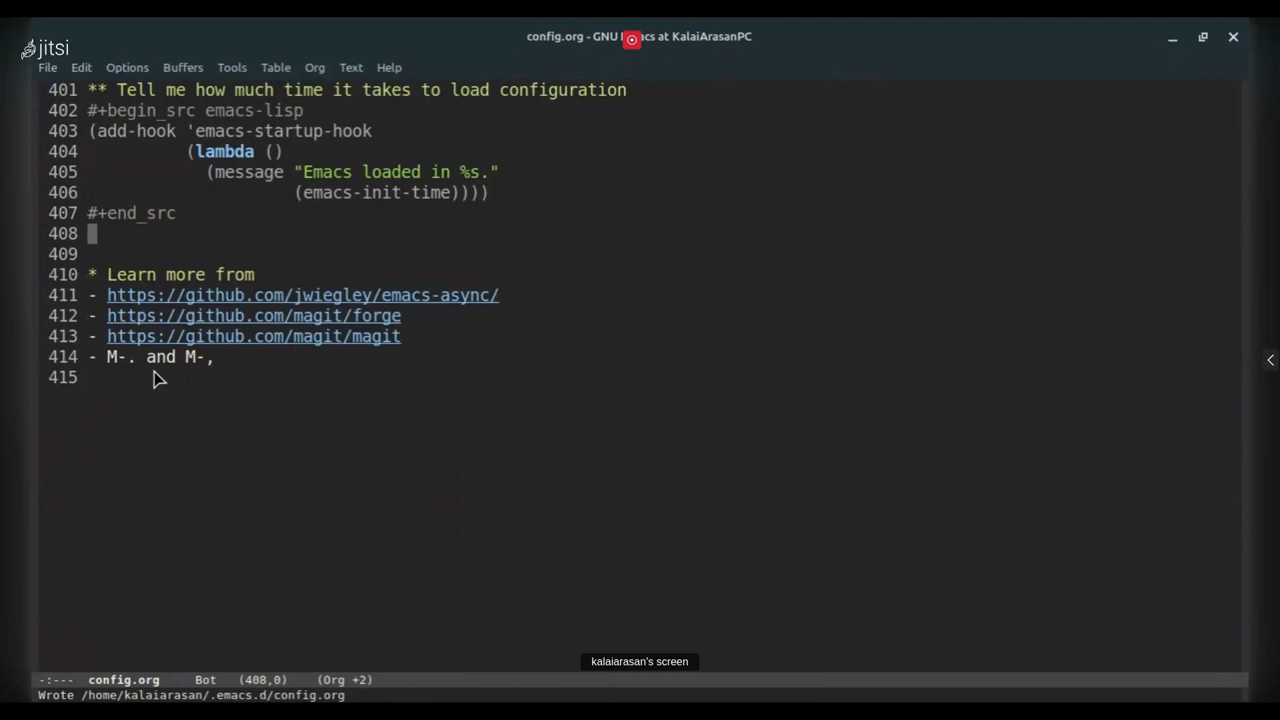 jitsi
config.org - GNU Emacs at KalaiArasanPC
File Edit Options Buffers Tools Table Org Text Help
401 ** Tell me how much time it takes to load configuration
402 #+begin_src emacs-lisp
403 (add-hook 'emacs-startup-hook
404           (lambda ()
405             (message "Emacs loaded in %s."
406                      (emacs-init-time))))
407 #+end_src
408
409
410 * Learn more from
411 - https://github.com/jwiegley/emacs-async/
412 - https://github.com/magit/forge
413 - https://github.com/magit/magit
414 - M-. and M-,
415
kalaiarasan's screen
-:--- config.org Bot (408,0) (Org +2)
Wrote /home/kalaiarasan/.emacs.d/config.org